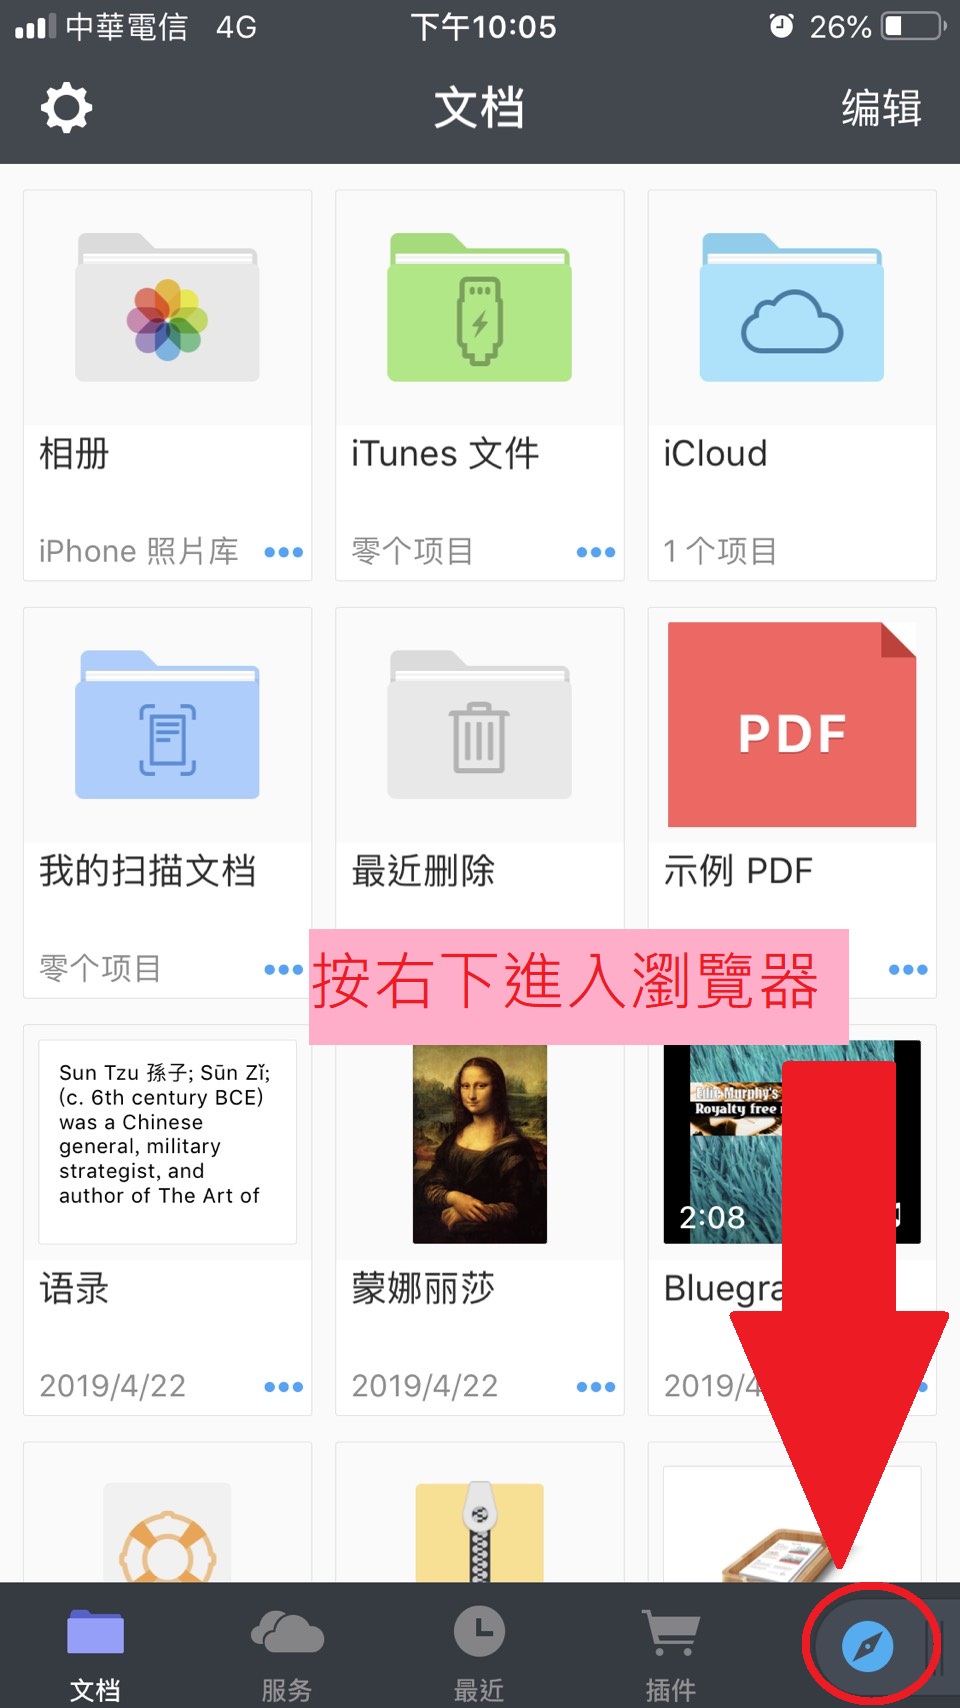 中華電信 4G 下午10:05 26%
文档 编辑
相册 iTunes 文件 iCloud
iPhone 照片库 零个项目 1 个项目
PDF
我的扫描文档 最近删除 示例 PDF
零个项目
按右下進入瀏覽器
Sun Tzu 孫子; Sūn Zǐ;
(c. 6th century BCE)
was a Chinese
general, military
strategist, and
author of The Art of
Edie Murphy's
Royalty free
2:08
语录 蒙娜丽莎 Bluegra
2019/4/22 2019/4/22 2019/4
文档 服务 最近 插件